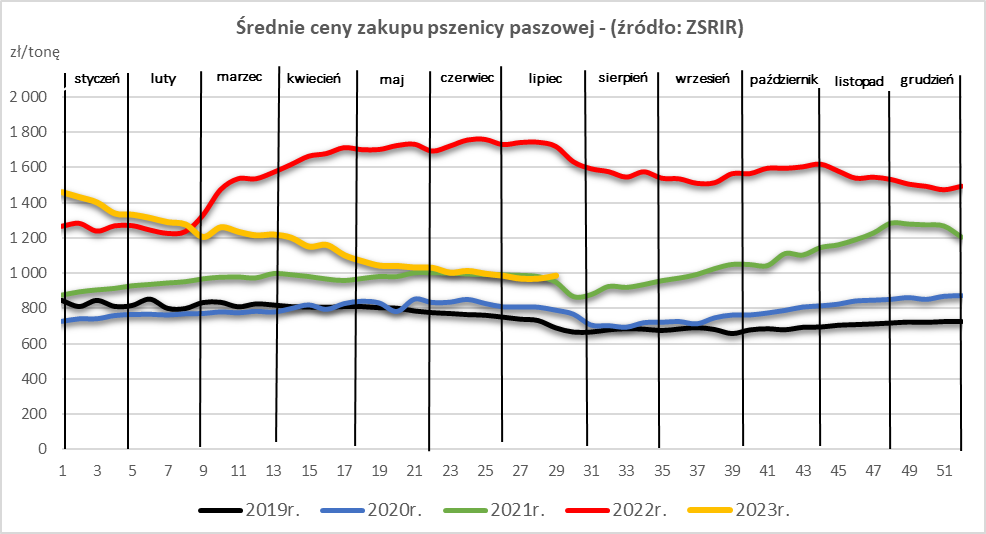 Średnie ceny zakupu pszenicy paszowej - (źródło: ZSRIR)
zł/tonę
styczeń luty marzec kwiecień maj czerwiec lipiec sierpień wrzesień październik listopad grudzień
2 000
1 800
1 600
1 400
1 200
1 000
800
600
400
200
0
1 3 5 7 9 11 13 15 17 19 21 23 25 27 29 31 33 35 37 39 41 43 45 47 49 51
2019r. 2020r. 2021r. 2022r. 2023r.